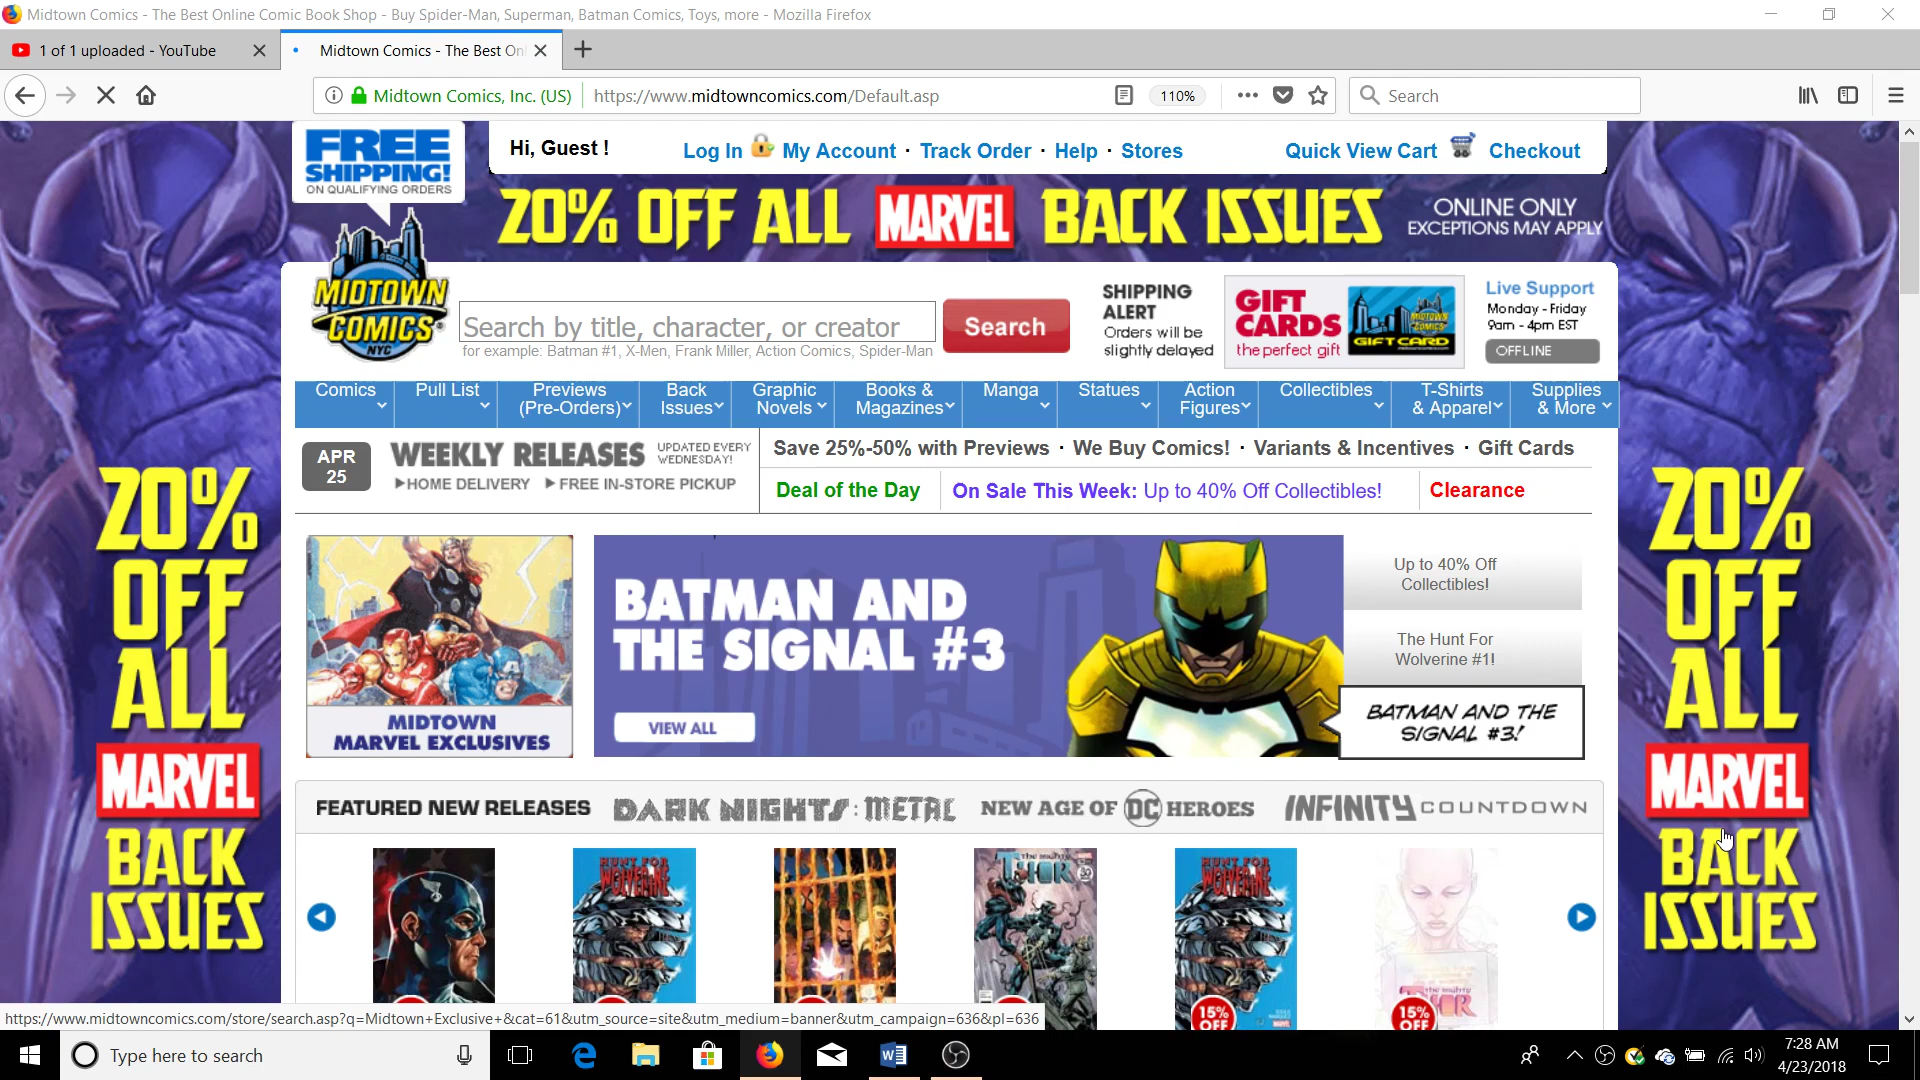 Midtown Comics - The Best Online Comic Book Shop - Buy Spider-Man, Superman, Batman Comics, Toys, more - Mozilla Firefox
1 of 1 uploaded - YouTube
Midtown Comics - The Best Onl
Midtown Comics, Inc. (US)
https://www.midtowncomics.com/Default.asp
110%
Search
FREE
SHIPPING!
ON QUALIFYING ORDERS
Hi, Guest !
Log In
My Account · Track Order · Help · Stores
Quick View Cart
Checkout
20% OFF ALL MARVEL BACK ISSUES
ONLINE ONLY
EXCEPTIONS MAY APPLY
MIDTOWN
COMICS
NYC
Search by title, character, or creator
for example: Batman #1, X-Men, Frank Miller, Action Comics, Spider-Man
Search
SHIPPING
ALERT
Orders will be
slightly delayed
GIFT
CARDS
the perfect gift
MIDTOWN
COMICS
GIFT CARD
Live Support
Monday - Friday
9am - 4pm EST
OFFLINE
Comics
Pull List
Previews
(Pre-Orders)
Back
Issues
Graphic
Novels
Books &
Magazines
Manga
Statues
Action
Figures
Collectibles
T-Shirts
& Apparel
Supplies
& More
APR
25
WEEKLY RELEASES
UPDATED EVERY
WEDNESDAY!
HOME DELIVERY
FREE IN-STORE PICKUP
Save 25%-50% with Previews · We Buy Comics! · Variants & Incentives · Gift Cards
Deal of the Day
On Sale This Week: Up to 40% Off Collectibles!
Clearance
20%
OFF
ALL
MARVEL
BACK
ISSUES
MIDTOWN
MARVEL EXCLUSIVES
BATMAN AND
THE SIGNAL #3
VIEW ALL
Up to 40% Off
Collectibles!
The Hunt For
Wolverine #1!
BATMAN AND THE
SIGNAL #3!
20%
OFF
ALL
MARVEL
BACK
ISSUES
FEATURED NEW RELEASES
DARK NIGHTS: METAL
NEW AGE OF DC HEROES
INFINITY COUNTDOWN
HUNT FOR
WOLVERINE
THOR
HUNT FOR
WOLVERINE
15%
OFF
THOR
15%
OFF
https://www.midtowncomics.com/store/search.asp?q=Midtown+Exclusive+&cat=61&utm_source=site&utm_medium=banner&utm_campaign=636&pl=636
Type here to search
7:28 AM
4/23/2018